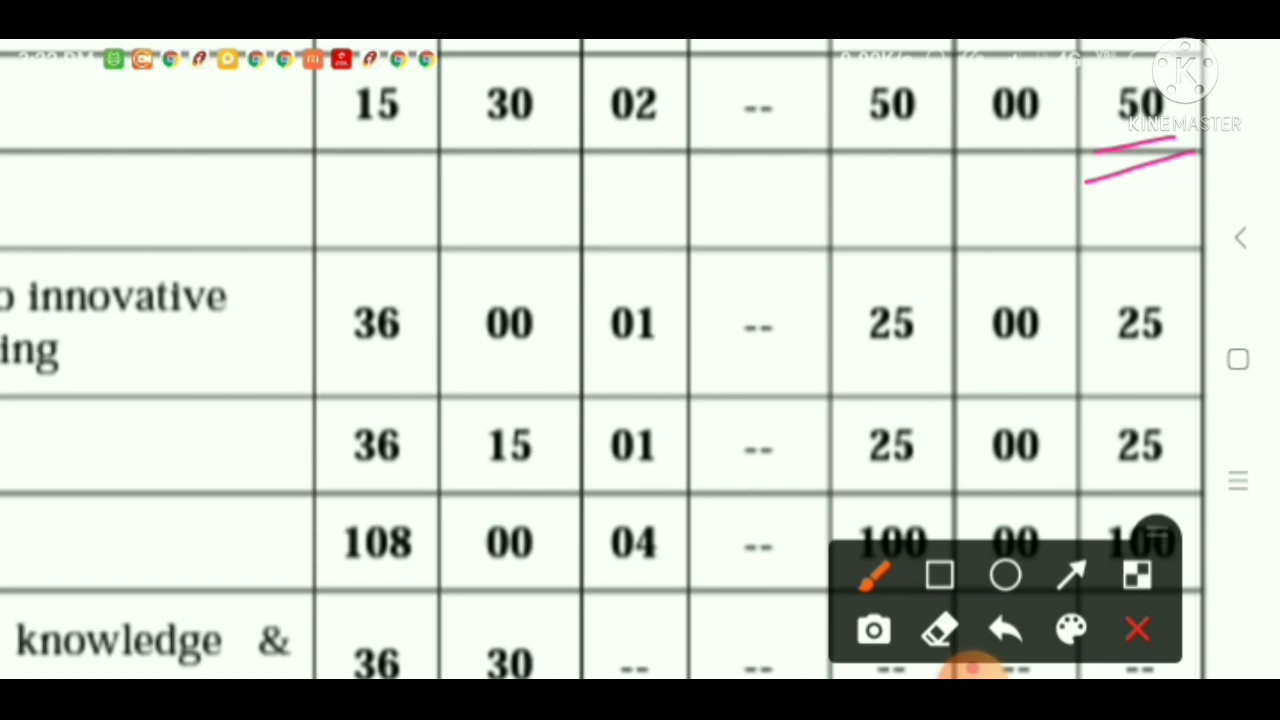 15 30 02 -- 50 00 50
KINEMASTER
innovative
36 00 01 -- 25 00 25
ing
36 15 01 -- 25 00 25
108 00 04 -- 100 00 100
knowledge &
36 30 -- -- -- -- --